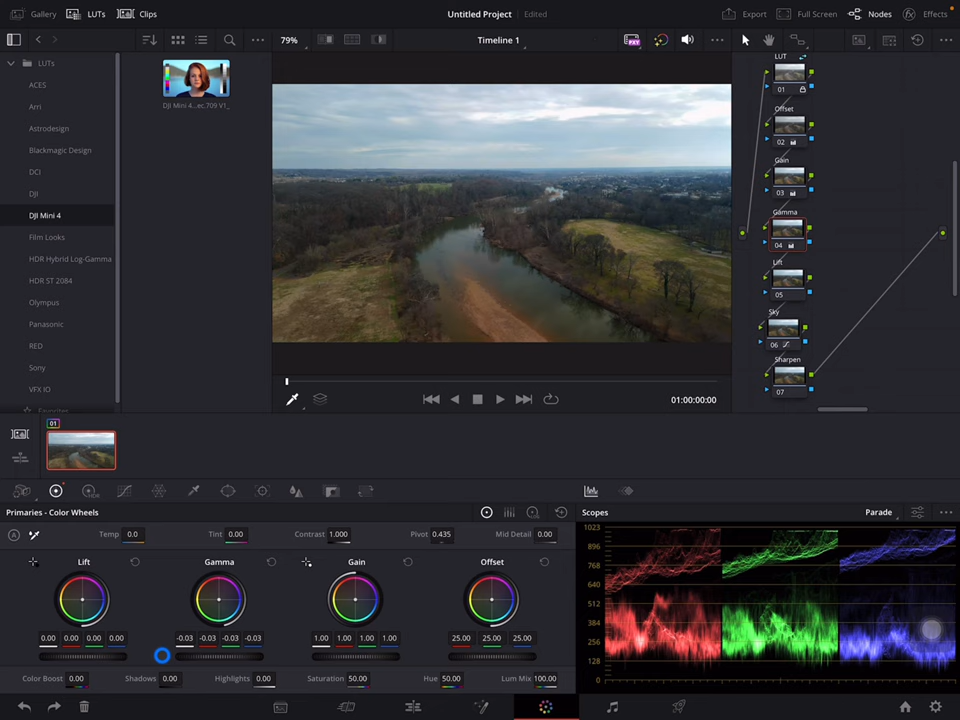 Gallery LUTs Clips Untitled Project Edited Export Full Screen Nodes Effects
79% Timeline 1 PXY
LUTs
ACES
Arri
Astrodesign
Blackmagic Design
DCI
DJI
DJI Mini 4
Film Looks
HDR Hybrid Log-Gamma
HDR ST 2084
Olympus
Panasonic
RED
Sony
VFX IO
Favorites
DJI Mini 4...ec.709 V1_
LUT
01
Offset
02
Gain
03
Gamma
04
Lift
05
Sky
06
Sharpen
07
01:00:00:00
01
Primaries - Color Wheels
Temp 0.0 Tint 0.00 Contrast 1.000 Pivot 0.435 Mid Detail 0.00
Lift Gamma Gain Offset
0.00 0.00 0.00 0.00 -0.03 -0.03 -0.03 -0.03 1.00 1.00 1.00 1.00 25.00 25.00 25.00
Color Boost 0.00 Shadows 0.00 Highlights 0.00 Saturation 50.00 Hue 50.00 Lum Mix 100.00
Scopes Parade
1023
896
768
640
512
384
256
128
0